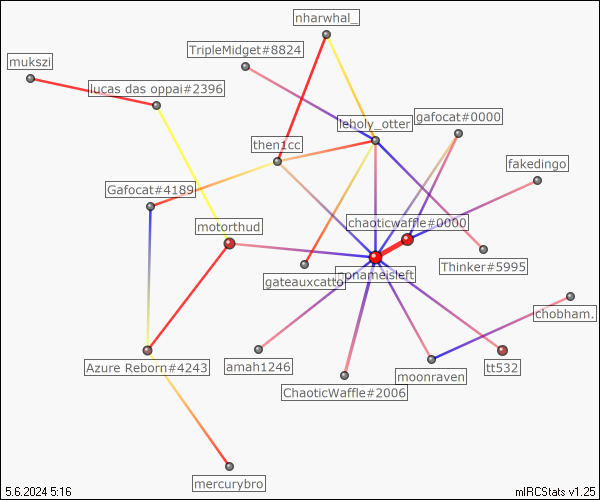 nharwhal_
TripleMidget#8824
mukszi
lucas das oppai#2396
leholy_otter
gafocat#0000
then1cc
fakedingo
Gafocat#4189
motorthud
chaoticwaffle#0000
Thinker#5995
gateauxcatto
nonameisleft
chobham.
Azure Reborn#4243
amah1246
moonraven
tt532
ChaoticWaffle#2006
mercurybro
5.6.2024 5:16
mIRCStats v1.25